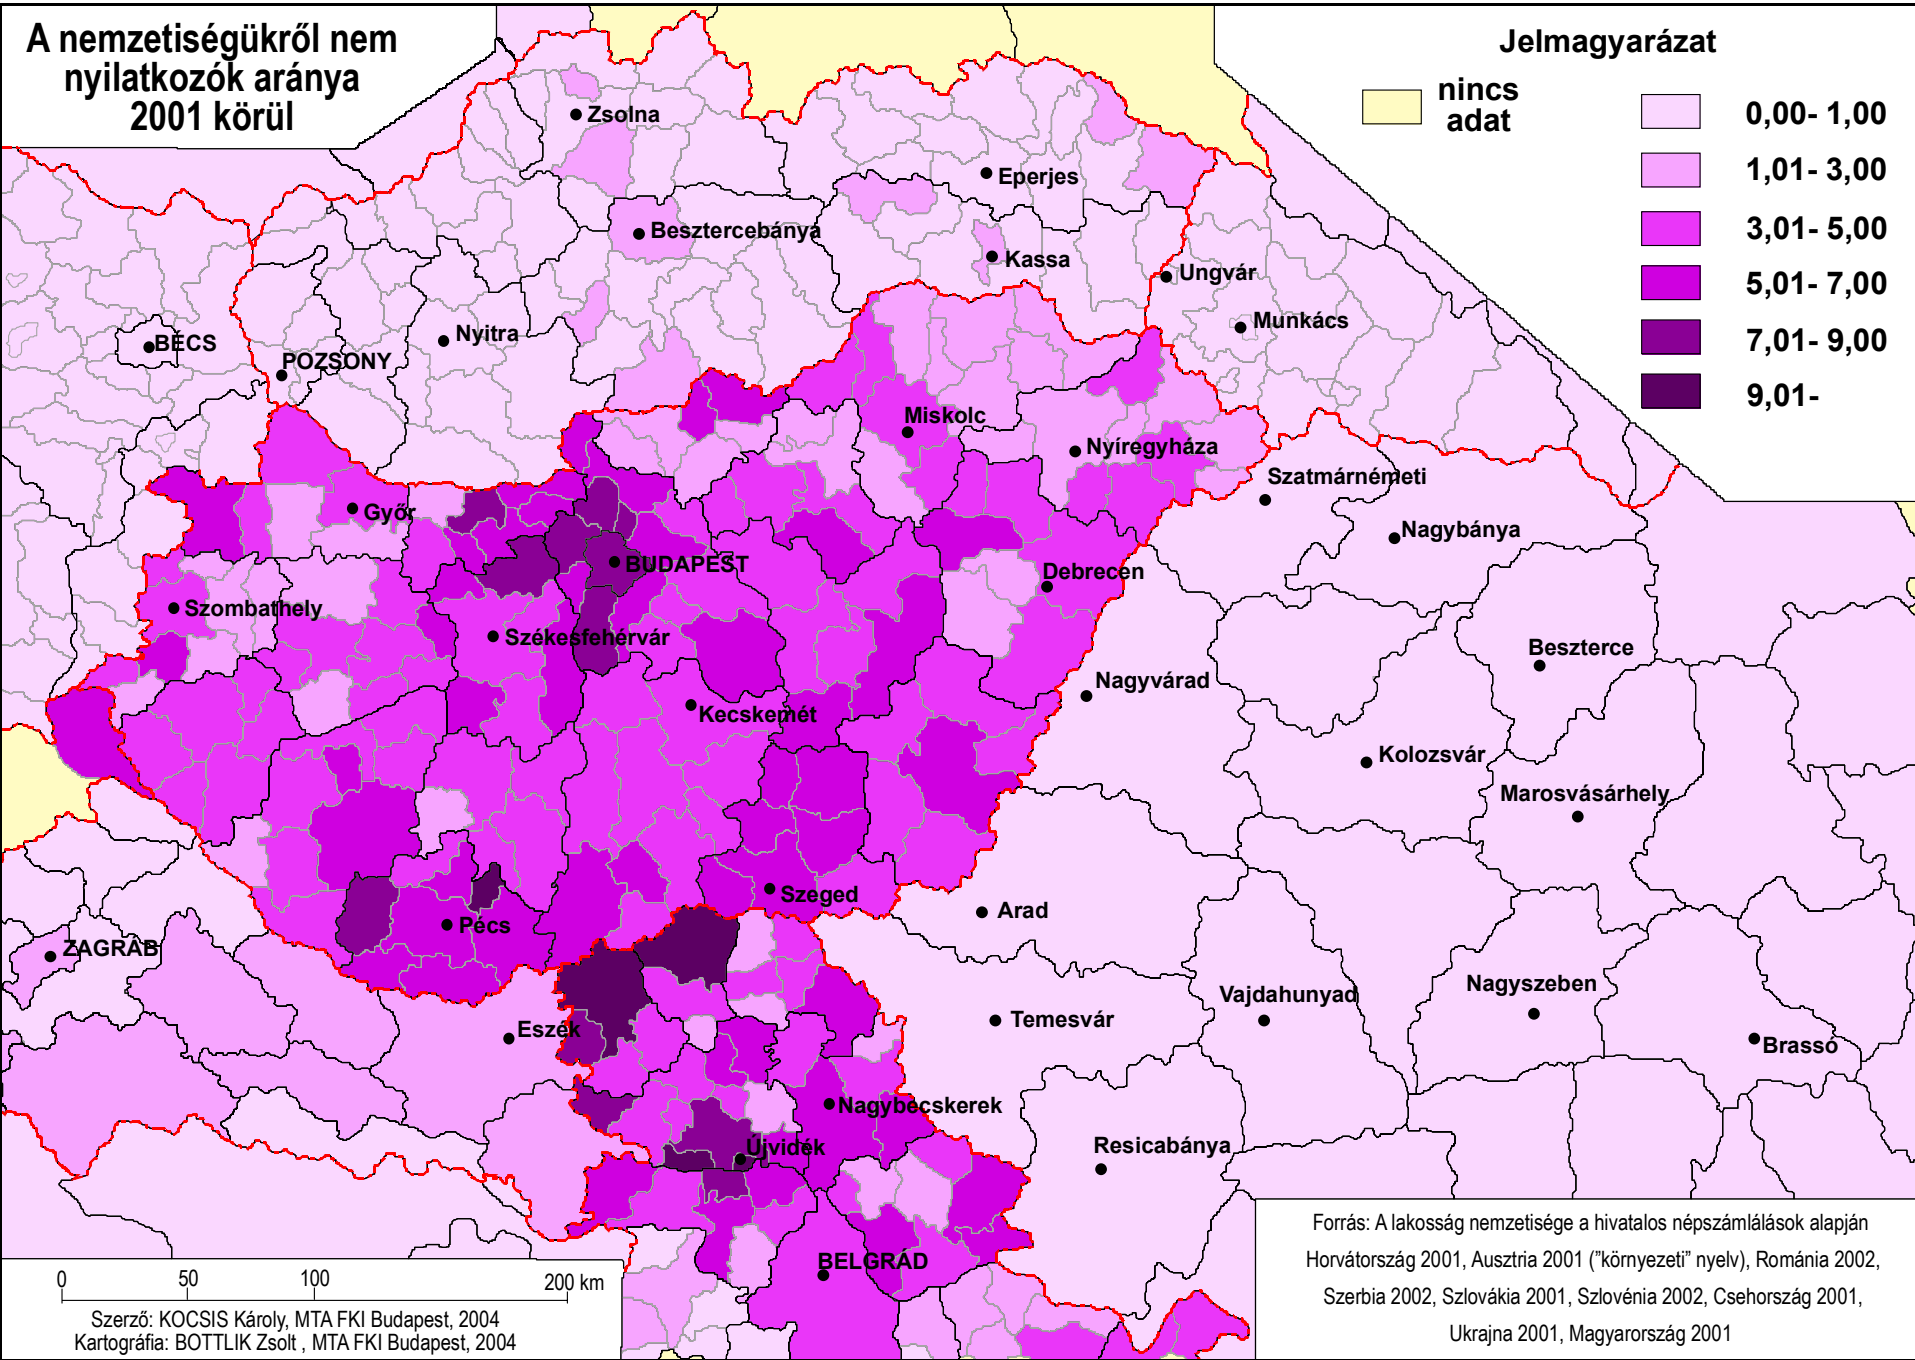 A nemzetiségükről nem
nyilatkozók aránya
2001 körül
Jelmagyarázat
nincs
adat
0,00- 1,00
1,01- 3,00
3,01- 5,00
5,01- 7,00
7,01- 9,00
9,01-
Zsolna
Eperjes
Besztercebánya
Kassa
Ungvár
Munkács
BÉCS
Nyitra
POZSONY
Miskolc
Nyíregyháza
Szatmárnémeti
Győr
Nagybánya
BUDAPEST
Debrecen
Szombathely
Székesfehérvár
Beszterce
Nagyvárad
Kecskemét
Kolozsvár
Marosvásárhely
Szeged
Arad
Pécs
ZAGRÁB
Nagyszeben
Vajdahunyad
Temesvár
Eszék
Brassó
Nagybecskerek
Újvidék
Resicabánya
BELGRÁD
0 50 100 200 km
Szerző: KOCSIS Károly, MTA FKI Budapest, 2004
Kartográfia: BOTTLIK Zsolt , MTA FKI Budapest, 2004
Forrás: A lakosság nemzetisége a hivatalos népszámlálások alapján
Horvátország 2001, Ausztria 2001 ("környezeti" nyelv), Románia 2002,
Szerbia 2002, Szlovákia 2001, Szlovénia 2002, Csehország 2001,
Ukrajna 2001, Magyarország 2001